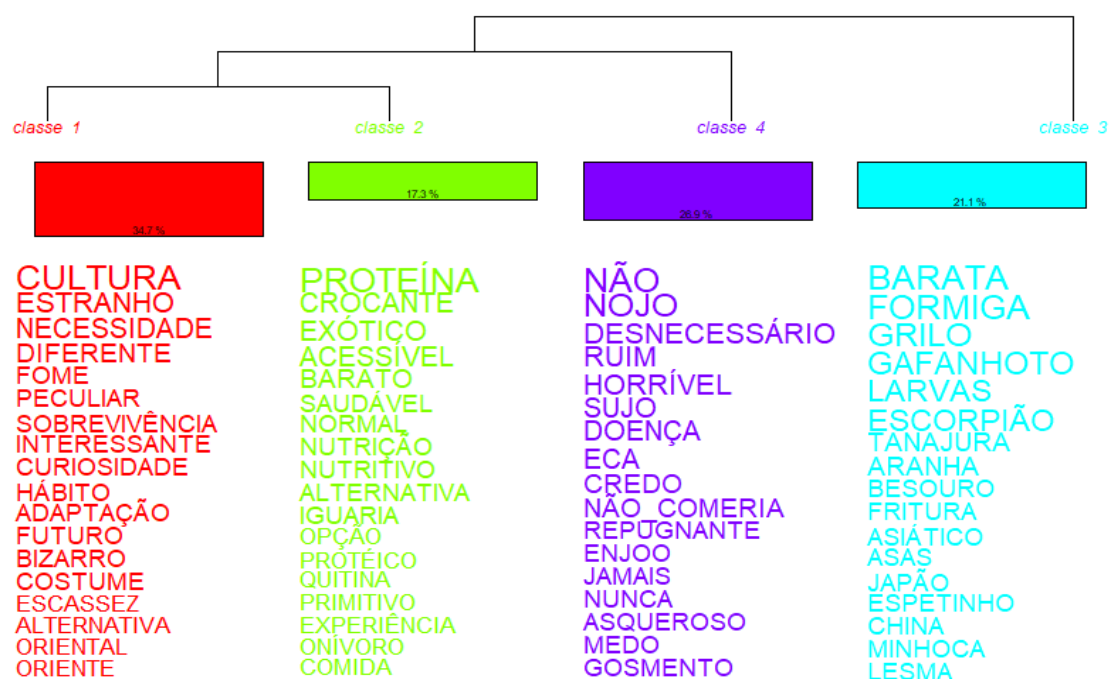 classe 1
classe 2
classe 4
classe 3
34.7 %
17.3 %
26.9 %
21.1 %
CULTURA
ESTRANHO
NECESSIDADE
DIFERENTE
FOME
PECULIAR
SOBREVIVÊNCIA
INTERESSANTE
CURIOSIDADE
HÁBITO
ADAPTAÇÃO
FUTURO
BIZARRO
COSTUME
ESCASSEZ
ALTERNATIVA
ORIENTAL
ORIENTE
PROTEÍNA
CROCANTE
EXÓTICO
ACESSÍVEL
BARATO
SAUDÁVEL
NORMAL
NUTRIÇÃO
NUTRITIVO
ALTERNATIVA
IGUARIA
OPÇÃO
PROTÉICO
QUITINA
PRIMITIVO
EXPERIÊNCIA
ONÍVORO
COMIDA
NÃO
NOJO
DESNECESSÁRIO
RUIM
HORRÍVEL
SUJO
DOENÇA
ECA
CREDO
NÃO_COMERIA
REPUGNANTE
ENJOO
JAMAIS
NUNCA
ASQUEROSO
MEDO
GOSMENTO
BARATA
FORMIGA
GRILO
GAFANHOTO
LARVAS
ESCORPIÃO
TANAJURA
ARANHA
BESOURO
FRITURA
ASIÁTICO
ASAS
JAPÃO
ESPETINHO
CHINA
MINHOCA
LESMA